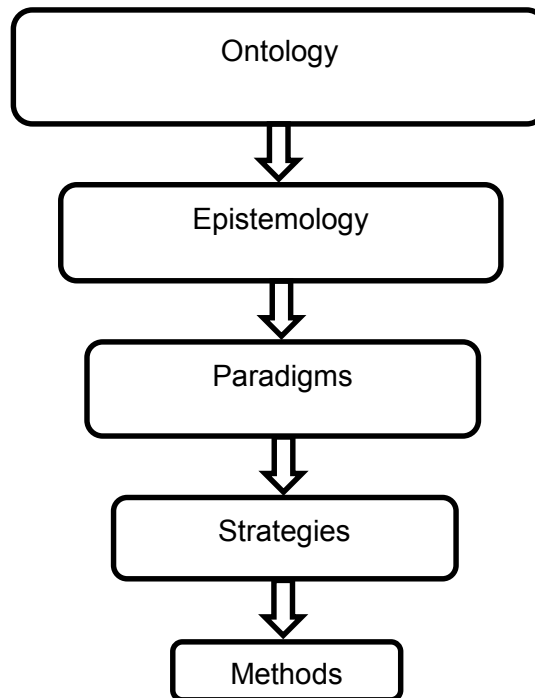 Ontology
Epistemology
Paradigms
Strategies
Methods